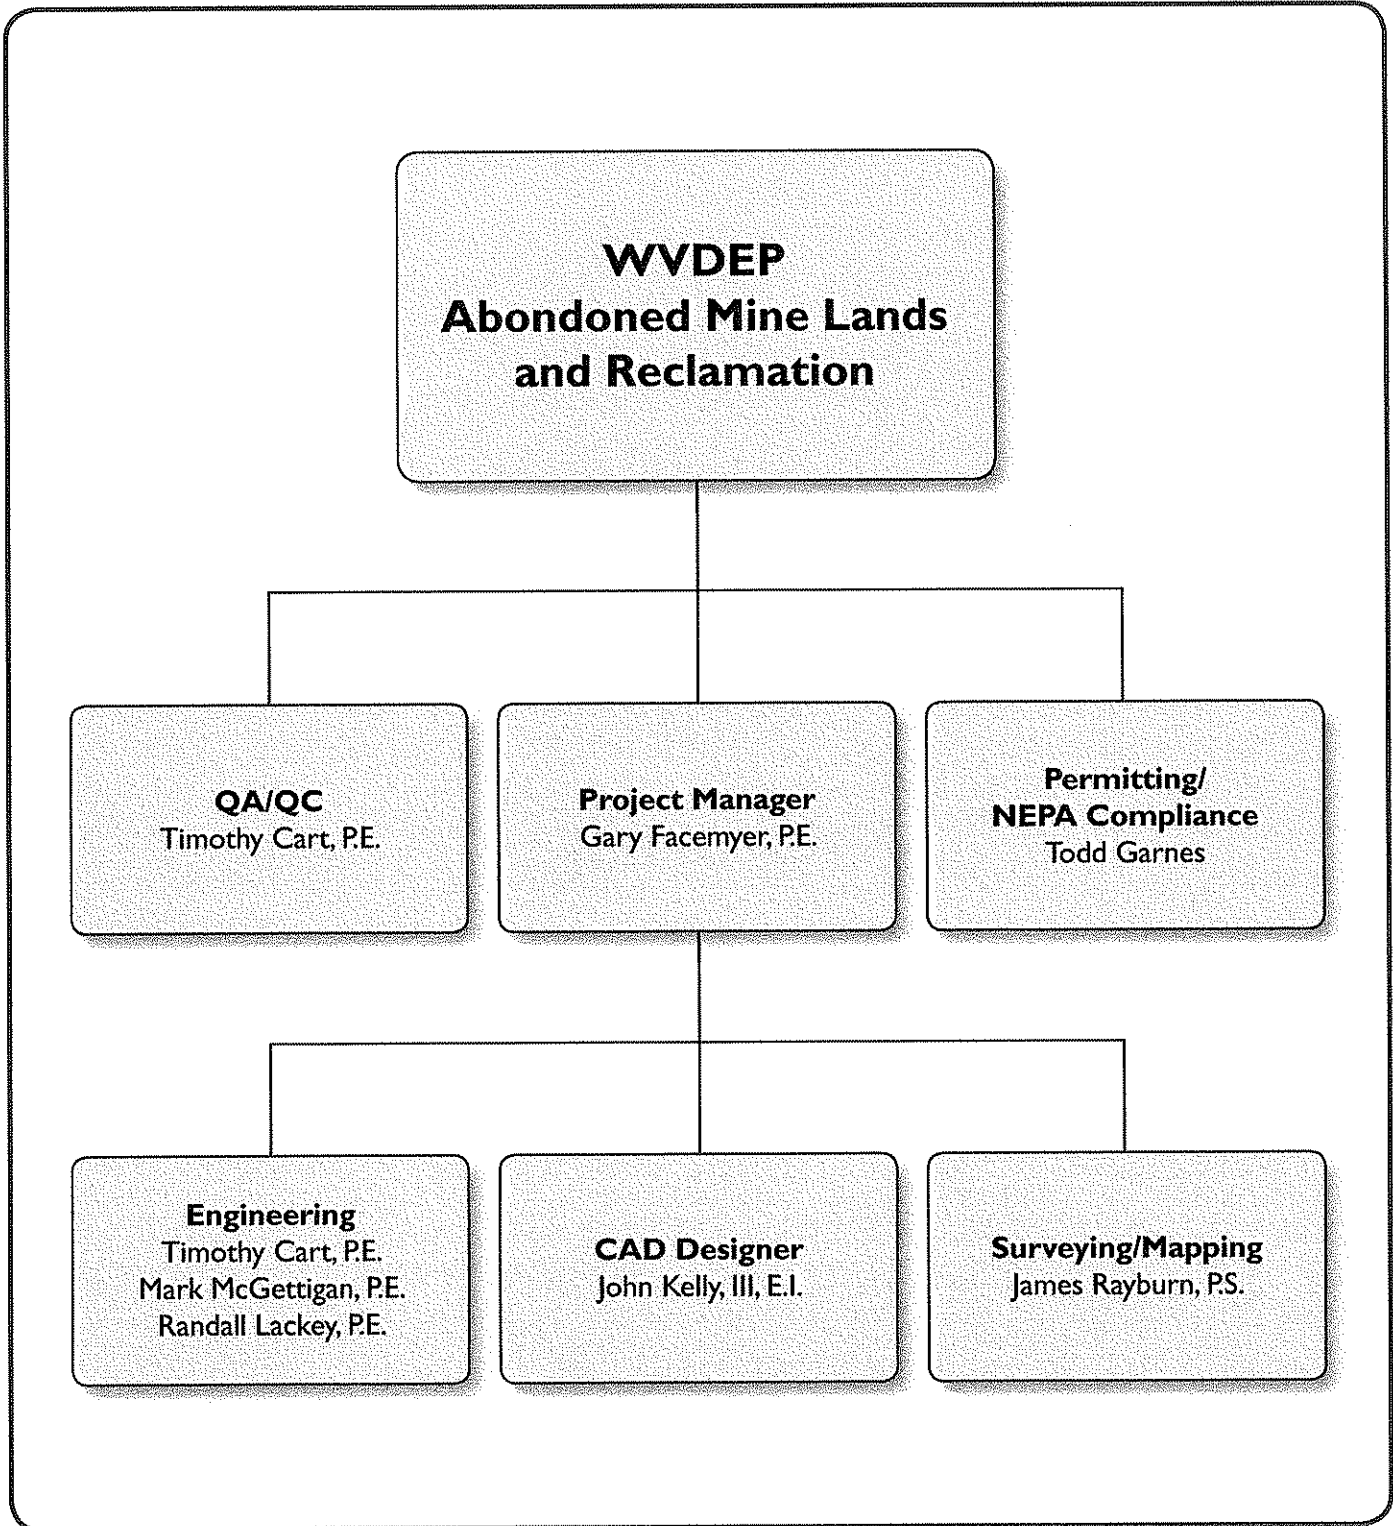 WVDEP
Abondoned Mine Lands
and Reclamation
QA/QC
Timothy Cart, P.E.
Project Manager
Gary Facemyer, P.E.
Permitting/
NEPA Compliance
Todd Garnes
Engineering
Timothy Cart, P.E.
Mark McGettigan, P.E.
Randall Lackey, P.E.
CAD Designer
John Kelly, III, E.I.
Surveying/Mapping
James Rayburn, P.S.